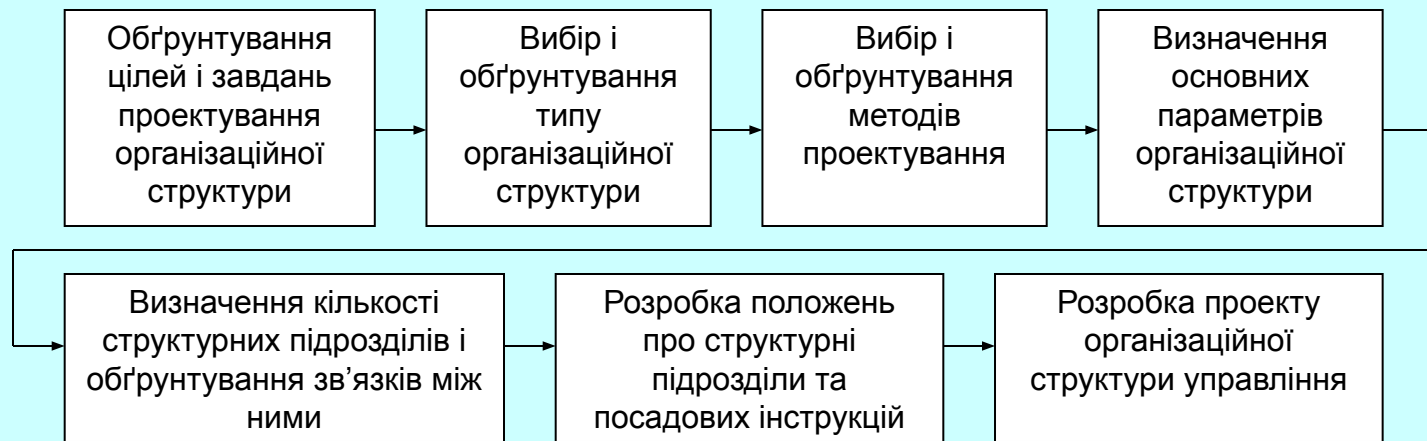 Обґрунтування
цілей і завдань
проектування
організаційної
структури
Вибір і
обґрунтування
типу
організаційної
структури
Вибір і
обґрунтування
методів
проектування
Визначення
основних
параметрів
організаційної
структури
Визначення кількості
структурних підрозділів і
обґрунтування зв’язків між
ними
Розробка положень
про структурні
підрозділи та
посадових інструкцій
Розробка проекту
організаційної
структури управління